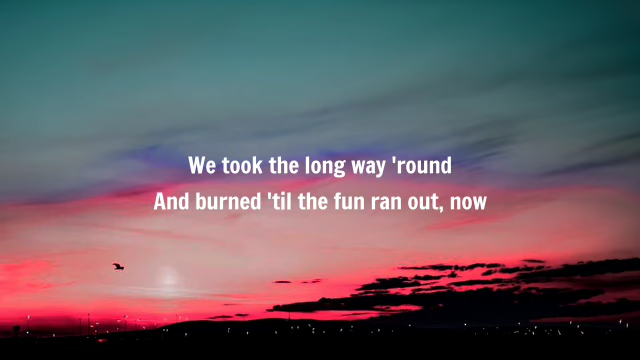 We took the long way 'round
And burned 'til the fun ran out, now